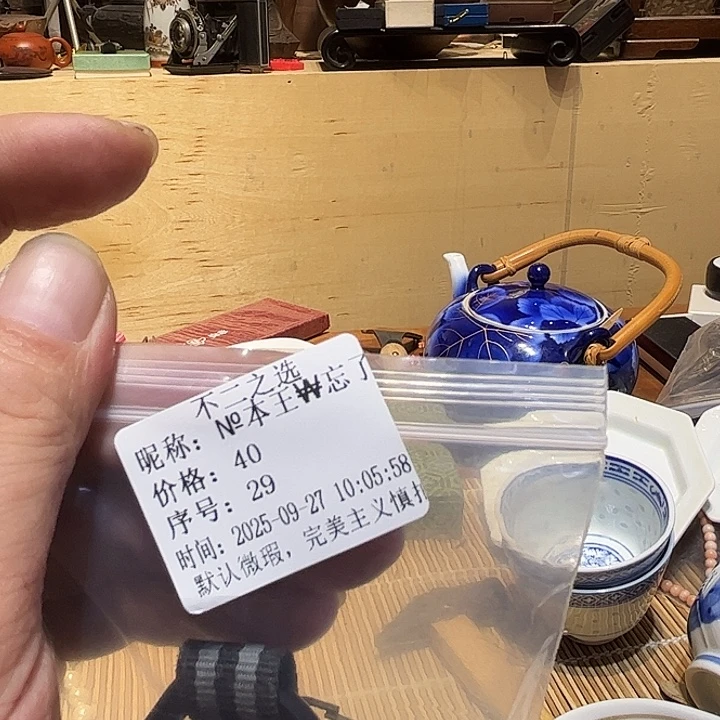 不二之选
昵称：№本王₩忘了
价格：40
序号：29
时间：2025-09-27 10:05:58
默认微瑕，完美主义慎拍